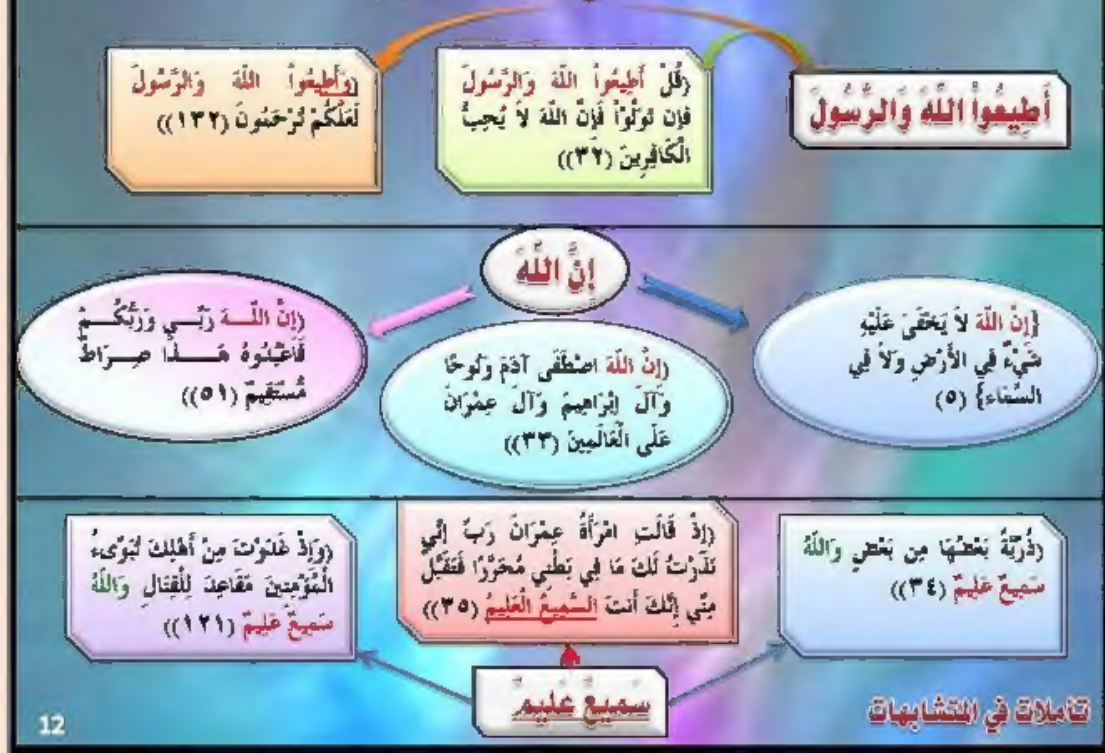 أَطِيعُواْ اللّهَ وَالرَّسُولَ
(قُلْ أَطِيعُواْ اللّهَ وَالرَّسُولَ
فإِن تَوَلَّوْاْ فَإِنَّ اللّهَ لاَ يُحِبُّ
الْكَافِرِينَ (٣٢))
(وَأَطِيعُواْ اللّهَ وَالرَّسُولَ
لَعَلَّكُمْ تُرْحَمُونَ (١٣٢))
إِنَّ اللّهَ
{إِنَّ اللّهَ لاَ يَخْفَىَ عَلَيْهِ
شَيْءٌ فِي الأَرْضِ وَلاَ فِي
السَّمَاء} (٥)
(إِنَّ اللّهَ اصْطَفَى آدَمَ وَنُوحًا
وَآلَ إِبْرَاهِيمَ وَآلَ عِمْرَانَ
عَلَى الْعَالَمِينَ (٣٣))
(إِنَّ اللّهَ رَبِّي وَرَبُّكُمْ
فَاعْبُدُوهُ هَذَا صِرَاطٌ
مُّسْتَقِيمٌ (٥١))
(ذُرِّيَّةً بَعْضُهَا مِن بَعْضٍ وَاللّهُ
سَمِيعٌ عَلِيمٌ (٣٤))
(إِذْ قَالَتِ امْرَأَةُ عِمْرَانَ رَبِّ إِنِّي
نَذَرْتُ لَكَ مَا فِي بَطْنِي مُحَرَّرًا فَتَقَبَّلْ
مِنِّي إِنَّكَ أَنتَ السَّمِيعُ الْعَلِيمُ (٣٥))
(وَإِذْ غَدَوْتَ مِنْ أَهْلِكَ تُبَوِّىءُ
الْمُؤْمِنِينَ مَقَاعِدَ لِلْقِتَالِ وَاللّهُ
سَمِيعٌ عَلِيمٌ (١٢١))
سَمِيعٌ عَلِيمٌ
تأملات في المتشابهات
12